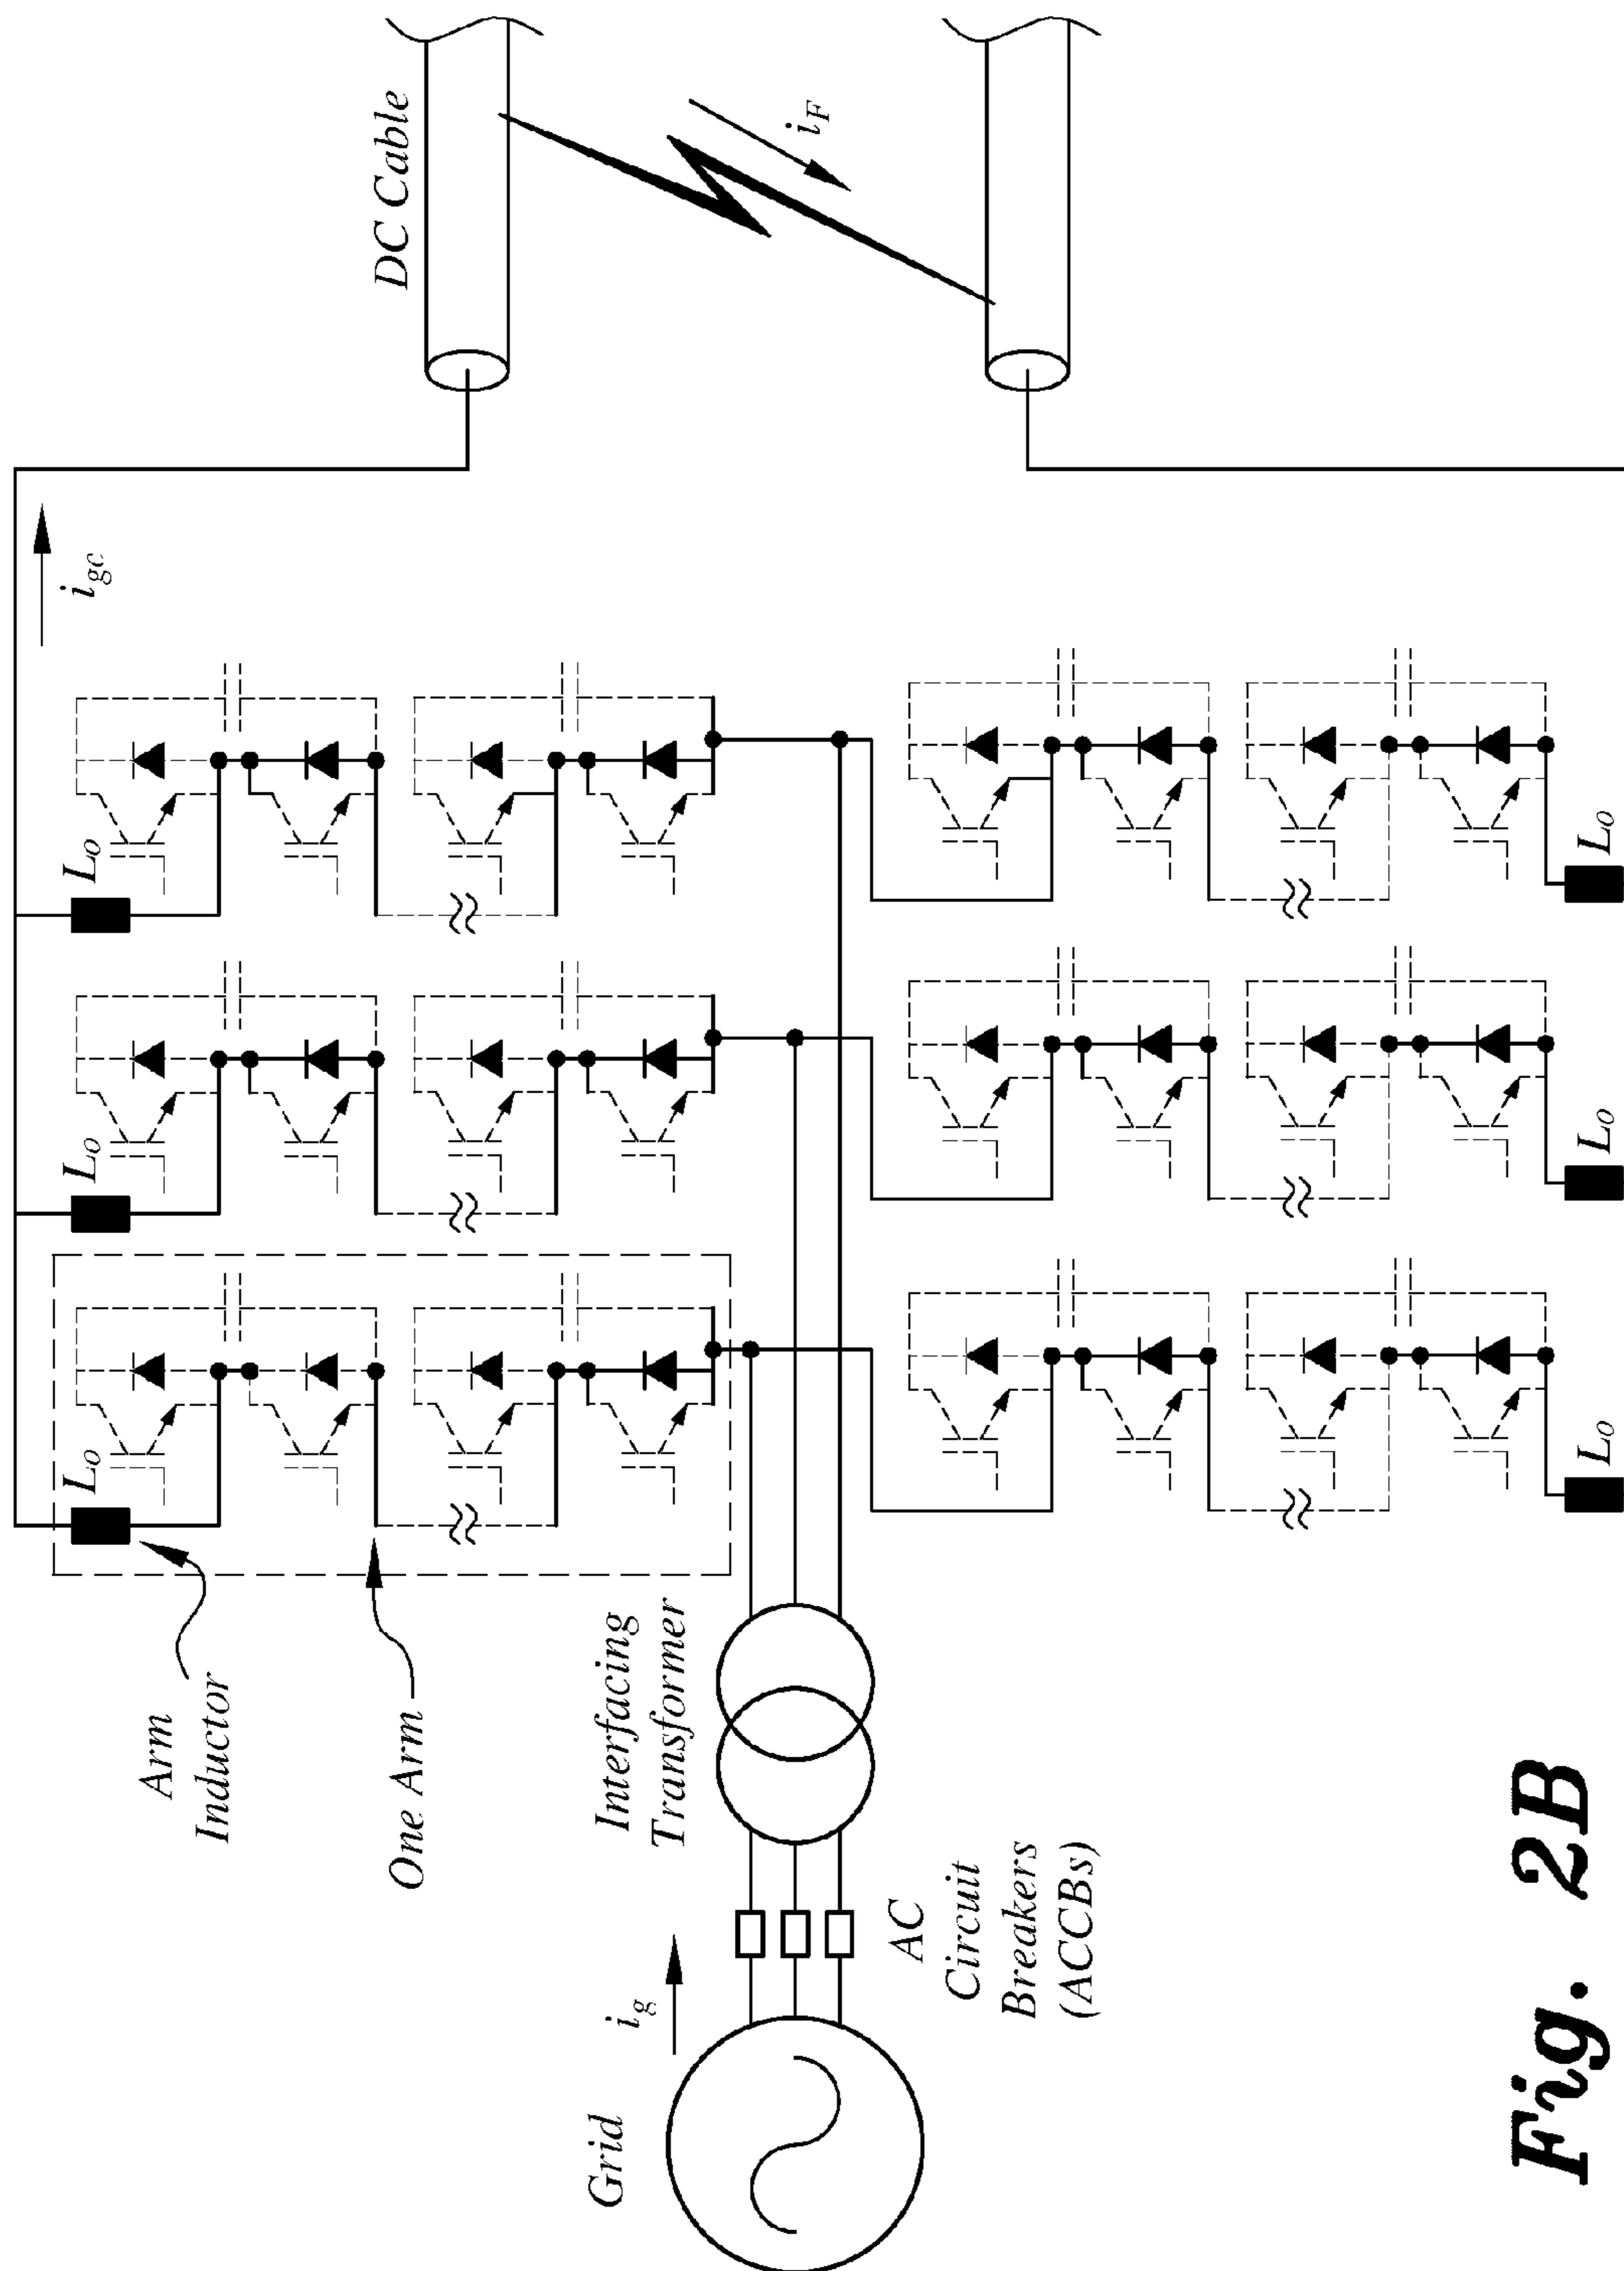 DC Cable
i_F
i_gc
L_o
L_o
L_o
Arm
Inductor
One Arm
Interfacing
Transformer
L_o
L_o
L_o
i_g
Grid
AC
Circuit
Breakers
(ACCBs)
Fig. 2B